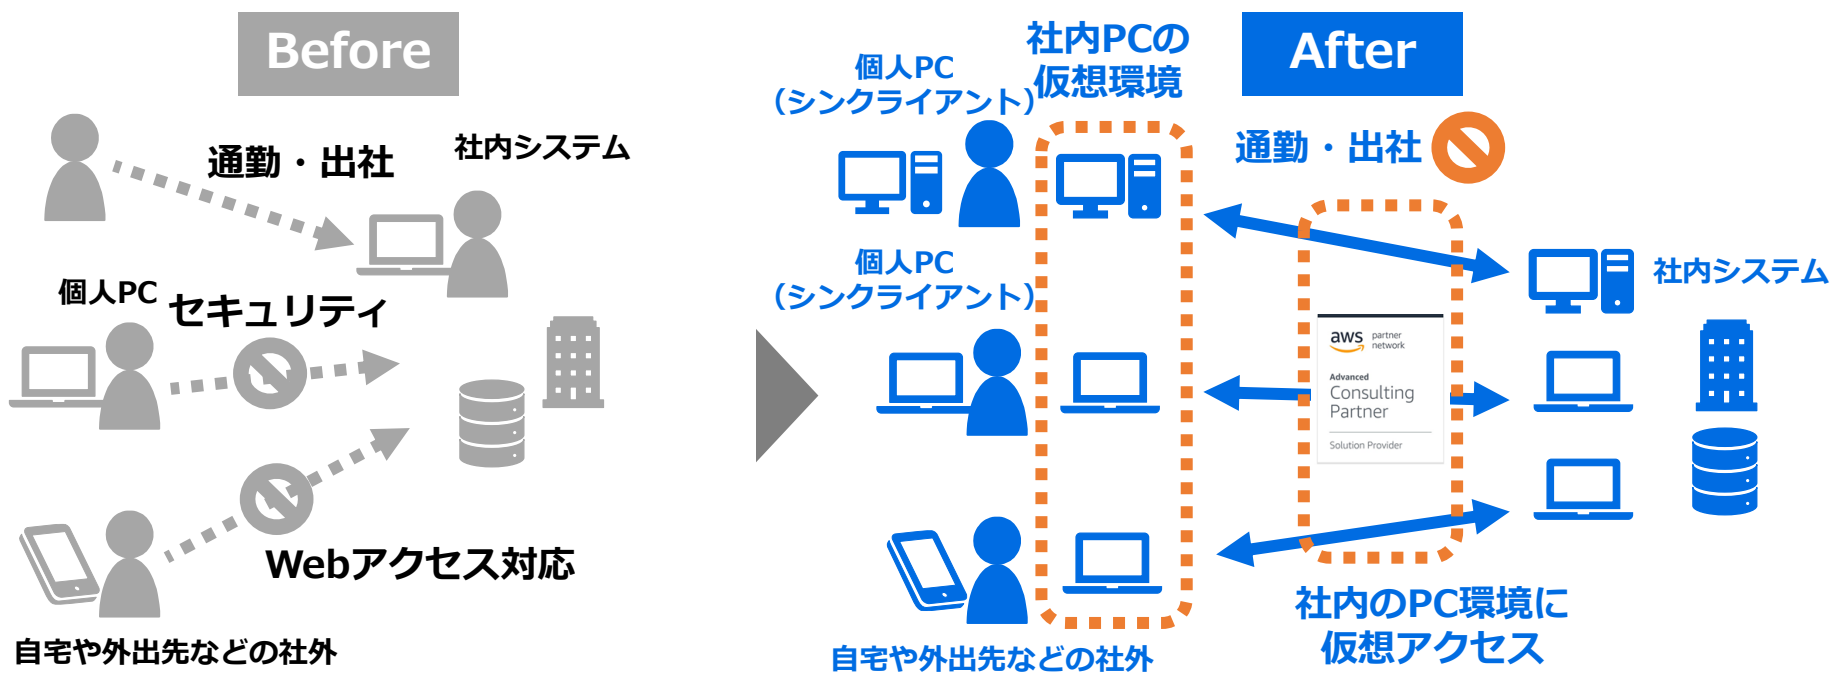 Before
通勤・出社
社内システム
個人PC
セキュリティ
Webアクセス対応
自宅や外出先などの社外
個人PC
（シンクライアント）
社内PCの
仮想環境
After
通勤・出社
個人PC
（シンクライアント）
社内システム
aws partner
network
Advanced
Consulting
Partner
Solution Provider
社内のPC環境に
仮想アクセス
自宅や外出先などの社外